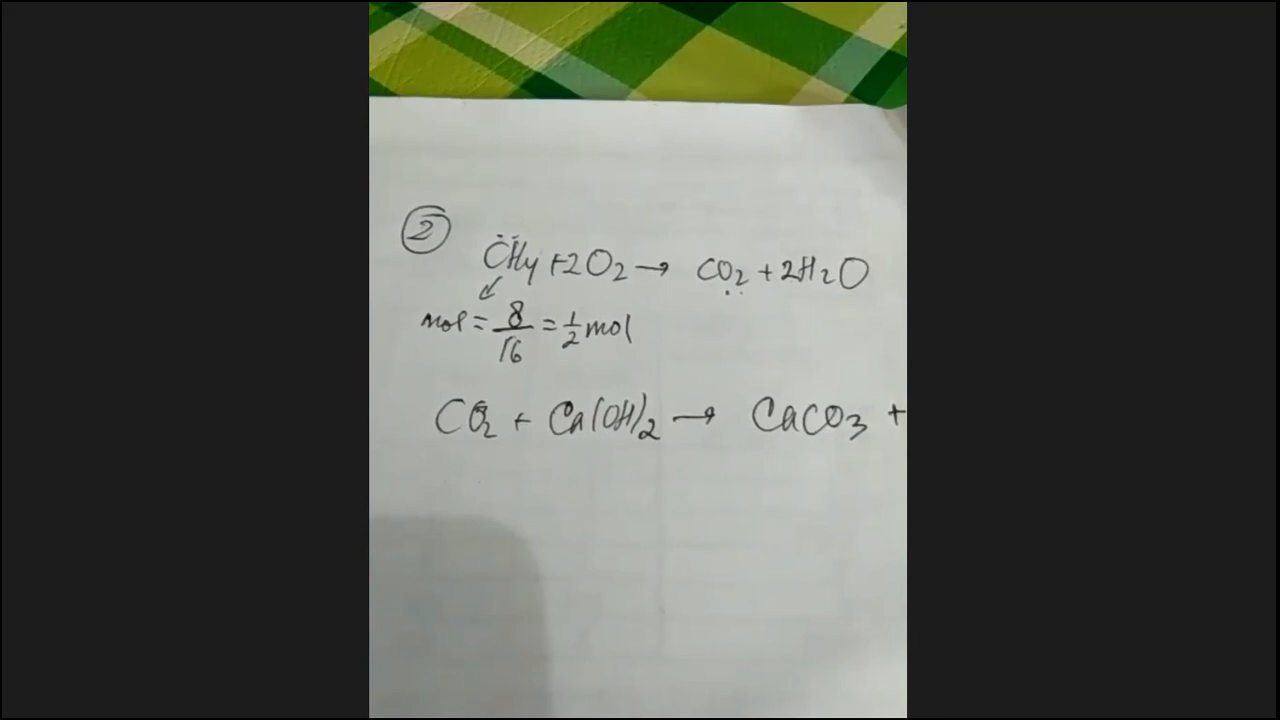 ②
CH4 + 2O2 → CO2 + 2H2O
mol = 8/16 = 1/2 mol
CO2 + Ca(OH)2 → CaCO3 +